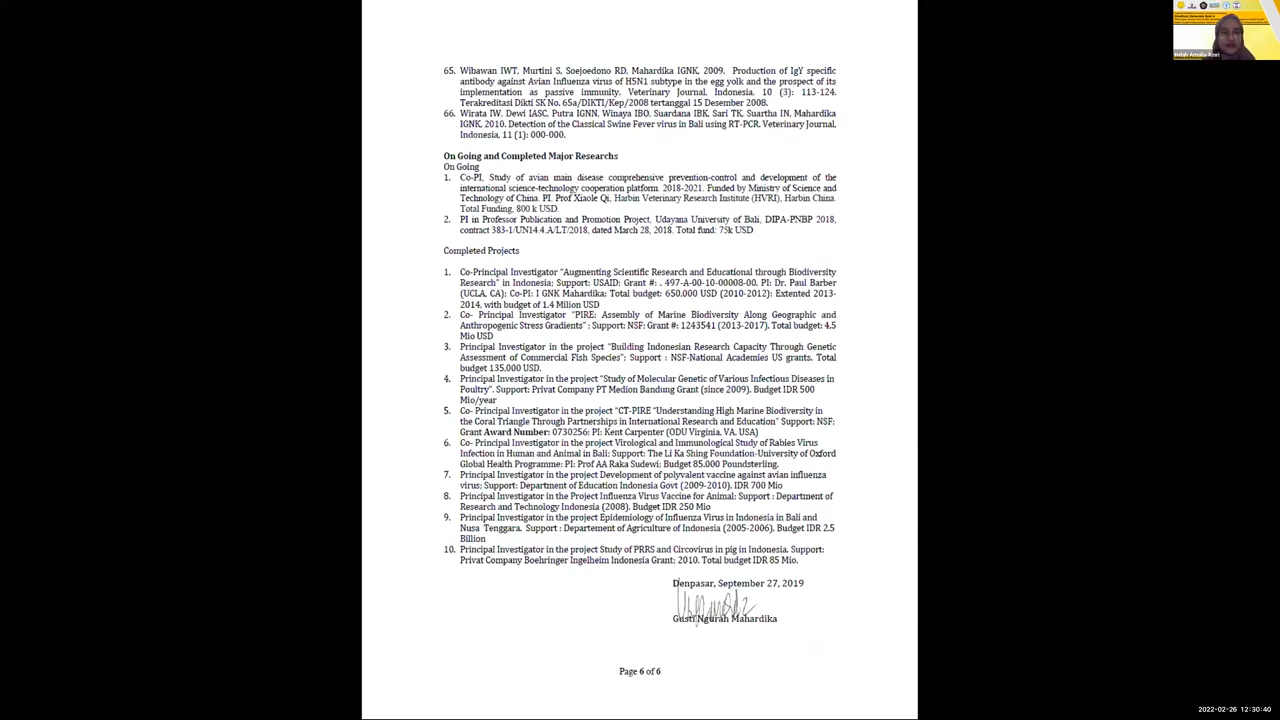 65. Wibawan IWT, Murtini S, Soejoedono RD, Mahardika IGNK, 2009. Production of IgY specific
antibody against Avian Influenza virus of H5N1 subtype in the egg yolk and the prospect of its
implementation as passive immunity. Veterinary Journal, Indonesia, 10 (3): 113-124.
Terakreditasi Dikti SK No. 65a/DIKTI/Kep/2008 tertanggal 15 Desember 2008.
66. Wirata IW, Dewi IASC, Putra IGNN, Winaya IBO, Suardana IBK, Sari TK, Suartha IN, Mahardika
IGNK, 2010. Detection of the Classical Swine Fever virus in Bali using RT-PCR. Veterinary Journal,
Indonesia, 11 (1): 000-000.
On Going and Completed Major Researchs
On Going
1. Co-PI, Study of avian main disease comprehensive prevention-control and development of the
international science-technology cooperation platform. 2018-2021. Funded by Ministry of Science and
Technology of China. PI. Prof Xiaole Qi, Harbin Veterinary Research Institute (HVRI), Harbin China.
Total Funding, 800 k USD.
2. PI in Professor Publication and Promotion Project, Udayana University of Bali, DIPA-PNBP 2018,
contract 383-1/UN14.4.A/LT/2018, dated March 28, 2018. Total fund: 75k USD
Completed Projects
1. Co-Principal Investigator "Augmenting Scientific Research and Educational through Biodiversity
Research" in Indonesia; Support: USAID; Grant #: . 497-A-00-10-00008-00. PI: Dr. Paul Barber
(UCLA, CA); Co-PI: I GNK Mahardika; Total budget: 650.000 USD (2010-2012): Extented 2013-
2014, with budget of 1.4 Milion USD
2. Co- Principal Investigator "PIRE: Assembly of Marine Biodiversity Along Geographic and
Anthropogenic Stress Gradients" ; Support: NSF: Grant #: 1243541 (2013-2017). Total budget: 4.5
Mio USD
3. Principal Investigator in the project "Building Indonesian Research Capacity Through Genetic
Assessment of Commercial Fish Species"; Support : NSF-National Academies US grants. Total
budget 135.000 USD.
4. Principal Investigator in the project "Study of Molecular Genetic of Various Infectious Diseases in
Poultry". Support: Privat Company PT Medion Bandung Grant (since 2009). Budget IDR 500
Mio/year
5. Co- Principal Investigator in the project "CT-PIRE "Understanding High Marine Biodiversity in
the Coral Triangle Through Partnerships in International Research and Education" Support: NSF;
Grant Award Number: 0730256; PI: Kent Carpenter (ODU Virginia, VA, USA)
6. Co- Principal Investigator in the project Virological and Immunological Study of Rabies Virus
Infection in Human and Animal in Bali; Support: The Li Ka Shing Foundation-University of Oxford
Global Health Programme; PI: Prof AA Raka Sudewi; Budget 85.000 Poundsterling.
7. Principal Investigator in the project Development of polyvalent vaccine against avian influenza
virus; Support: Department of Education Indonesia Govt (2009-2010). IDR 700 Mio
8. Principal Investigator in the Project Influenza Virus Vaccine for Animal: Support : Department of
Research and Technology Indonesia (2008). Budget IDR 250 Mio
9. Principal Investigator in the project Epidemiology of Influenza Virus in Indonesia in Bali and
Nusa Tenggara. Support : Departement of Agriculture of Indonesia (2005-2006). Budget IDR 2.5
Billion
10. Principal Investigator in the project Study of PRRS and Circovirus in pig in Indonesia. Support:
Privat Company Boehringer Ingelheim Indonesia Grant: 2010. Total budget IDR 85 Mio.
Denpasar, September 27, 2019
Gusti Ngurah Mahardika
Page 6 of 6
Indah Amalia Amri
2022-02-26 12:30:40